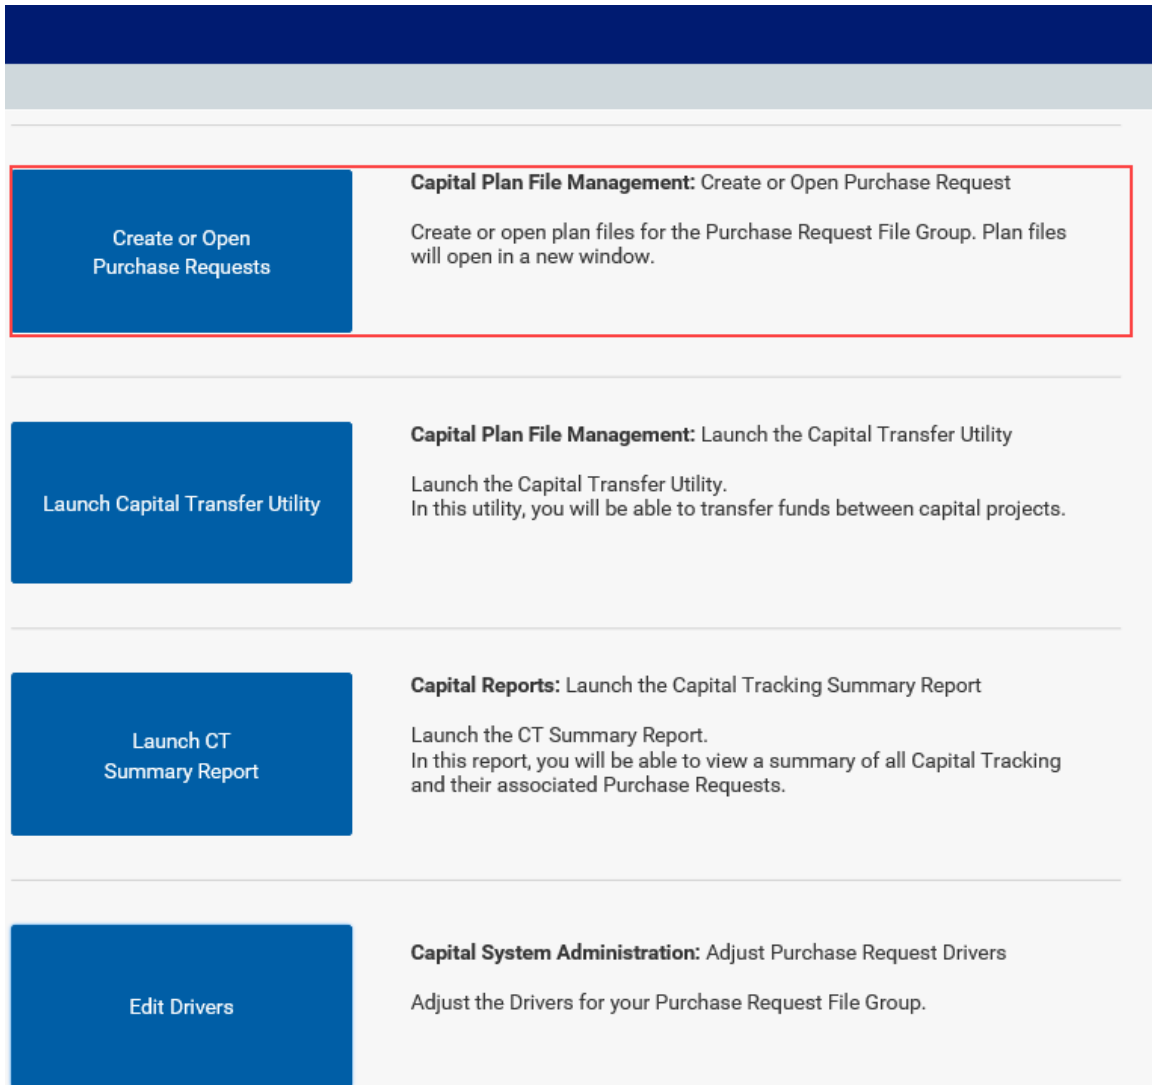 Create or Open
Purchase Requests
Capital Plan File Management: Create or Open Purchase Request
Create or open plan files for the Purchase Request File Group. Plan files
will open in a new window.
Launch Capital Transfer Utility
Capital Plan File Management: Launch the Capital Transfer Utility
Launch the Capital Transfer Utility.
In this utility, you will be able to transfer funds between capital projects.
Launch CT
Summary Report
Capital Reports: Launch the Capital Tracking Summary Report
Launch the CT Summary Report.
In this report, you will be able to view a summary of all Capital Tracking
and their associated Purchase Requests.
Edit Drivers
Capital System Administration: Adjust Purchase Request Drivers
Adjust the Drivers for your Purchase Request File Group.